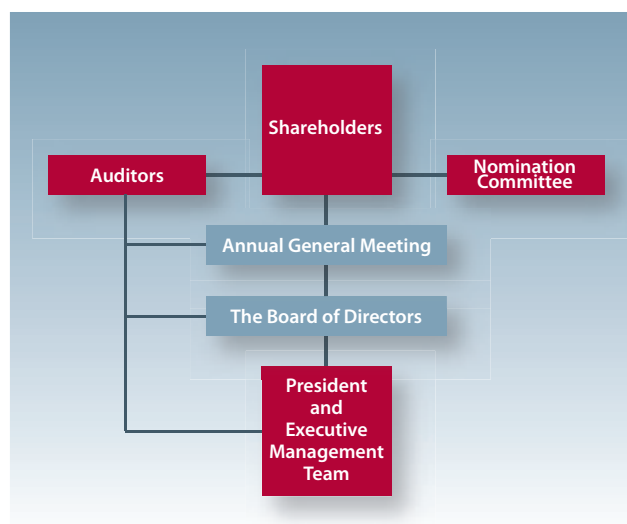 Shareholders
Auditors
Nomination
Committee
Annual General Meeting
The Board of Directors
President
and
Executive
Management
Team